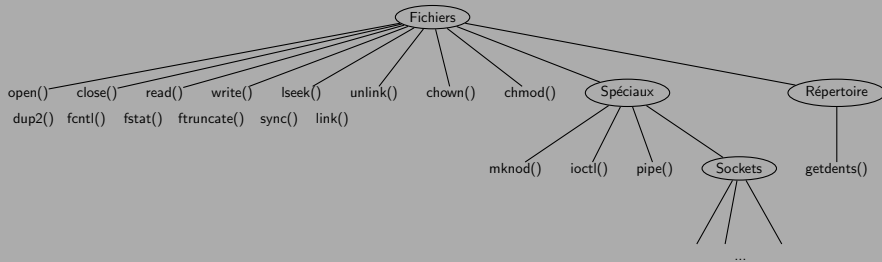 Fichiers
open() close() read() write() lseek() unlink() chown() chmod() Spéciaux Répertoire
dup2() fcntl() fstat() ftruncate() sync() link()
mknod() ioctl() pipe() Sockets getdents()
...